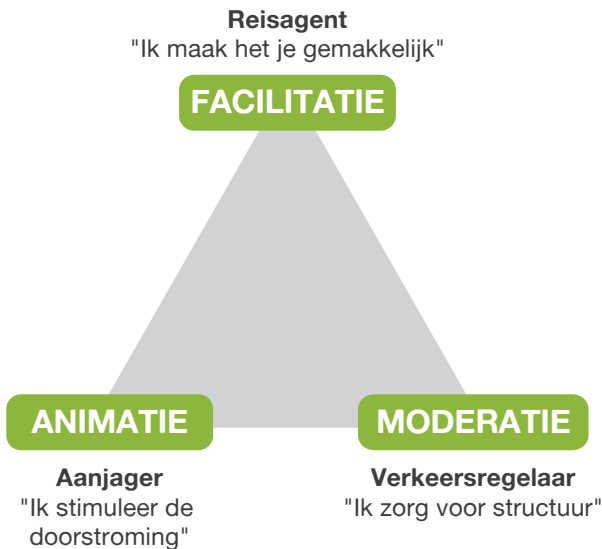 Reisagent
"Ik maak het je gemakkelijk"
FACILITATIE
ANIMATIE
MODERATIE
Aanjager
"Ik stimuleer de
doorstroming"
Verkeersregelaar
"Ik zorg voor structuur"